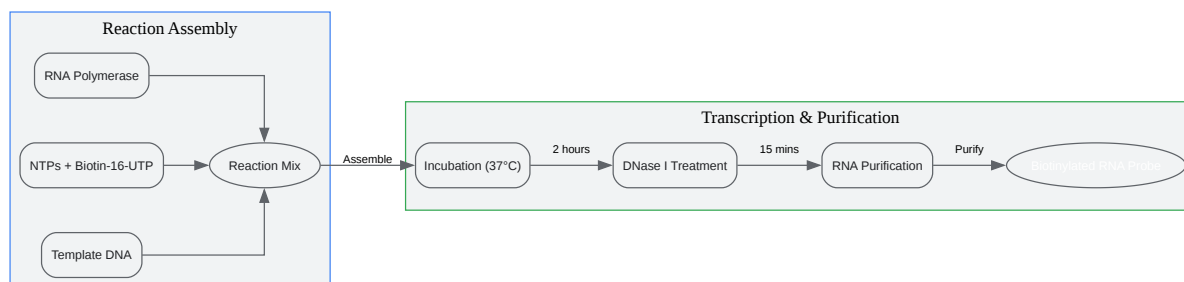 Reaction Assembly
RNA Polymerase
NTPs + Biotin-16-UTP
Template DNA
Reaction Mix
Assemble
Transcription & Purification
Incubation (37°C)
2 hours
DNase I Treatment
15 mins
RNA Purification
Purify
Biotinylated RNA Probe